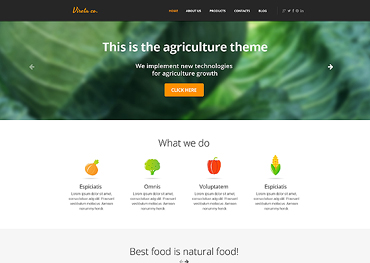 Virotu co.
HOME ABOUT US PRODUCTS CONTACTS BLOG
This is the agriculture theme
We implement new technologies
for agriculture growth
CLICK HERE
What we do
Espiciatis Omnis Voluptatem Espiciatis
Lorem ipsum dolor sit amet, Lorem ipsum dolor sit amet, Lorem ipsum dolor sit amet, Lorem ipsum dolor sit amet,
consectetuer adipiscing elit. Praesent consectetuer adipiscing elit. Praesent consectetuer adipiscing elit. Praesent consectetuer adipiscing elit. Praesent
vestibulum molestie. Aenean vestibulum molestie. Aenean vestibulum molestie. Aenean vestibulum molestie. Aenean
nonummy hendr. nonummy hendr. nonummy hendr. nonummy hendr.
Best food is natural food!